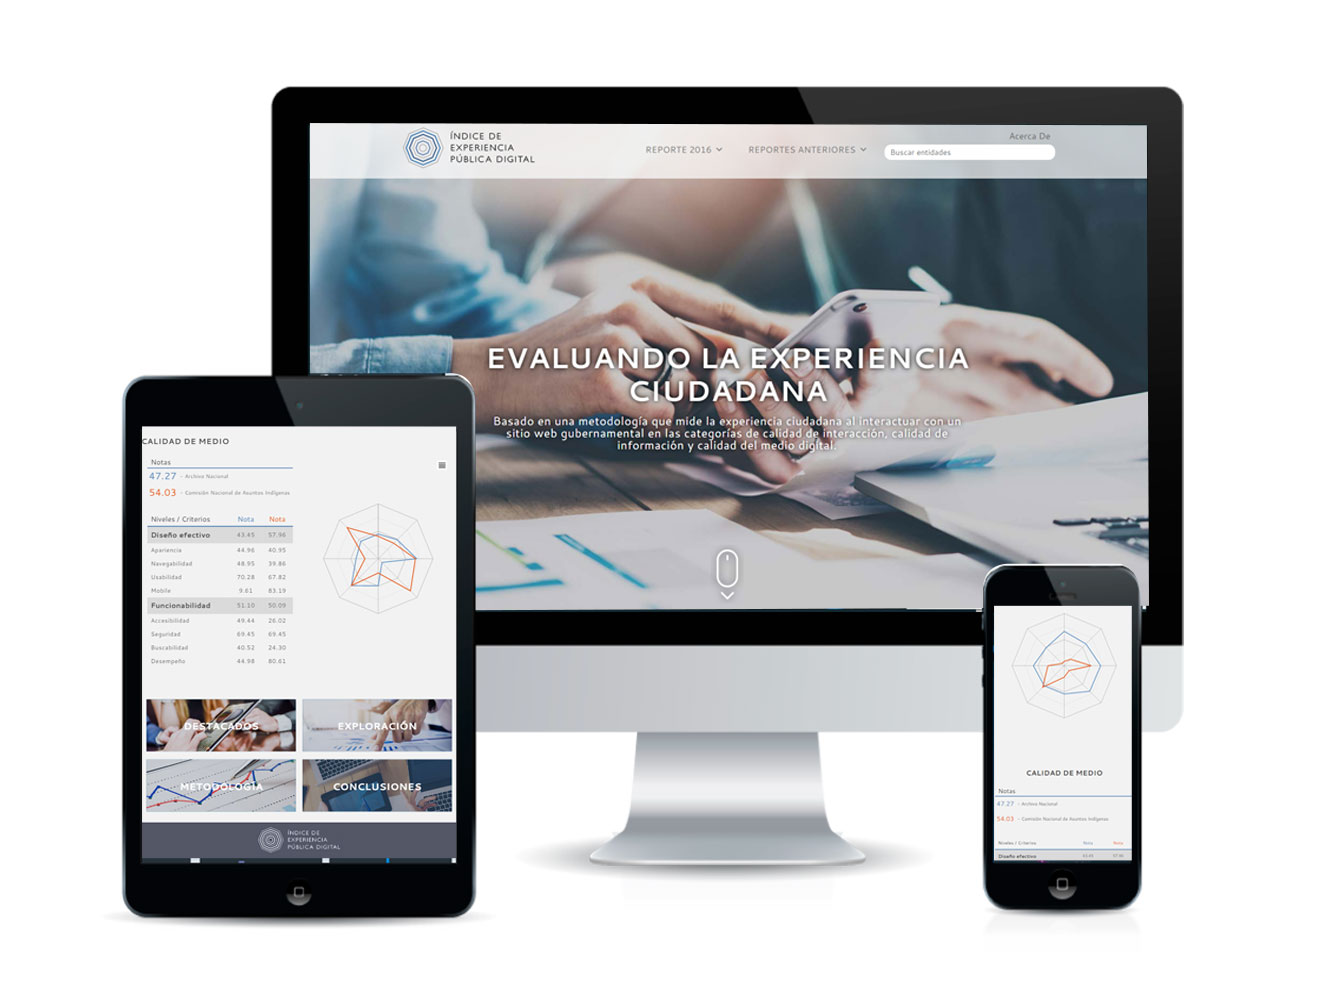 ÍNDICE DE
EXPERIENCIA
PÚBLICA DIGITAL
REPORTE 2016
REPORTES ANTERIORES
Acerca De
Buscar entidades
EVALUANDO LA EXPERIENCIA
CIUDADANA
Basado en una metodología que mide la experiencia ciudadana al interactuar con un
sitio web gubernamental en las categorías de calidad de interacción, calidad de
información y calidad del medio digital.
CALIDAD DE MEDIO
Notas
47.27 - Archivo Nacional
54.03 - Comisión Nacional de Asuntos Indígenas
Niveles / Criterios Nota Nota
Diseño efectivo 43.45 57.96
Apariencia 44.96 40.95
Navegabilidad 48.95 39.86
Usabilidad 70.28 67.82
Mobile 9.61 83.19
Funcionabilidad 51.10 50.09
Accesibilidad 49.44 26.02
Seguridad 69.45 69.45
Buscabilidad 40.52 24.30
Desempeño 44.98 80.61
DESTACADOS
EXPLORACIÓN
METODOLOGÍA
CONCLUSIONES
ÍNDICE DE
EXPERIENCIA
PÚBLICA DIGITAL
CALIDAD DE MEDIO
Notas
47.27 - Archivo Nacional
54.03 - Comisión Nacional de Asuntos Indígenas
Niveles / Criterios Nota Nota
Diseño efectivo 43.45 57.96